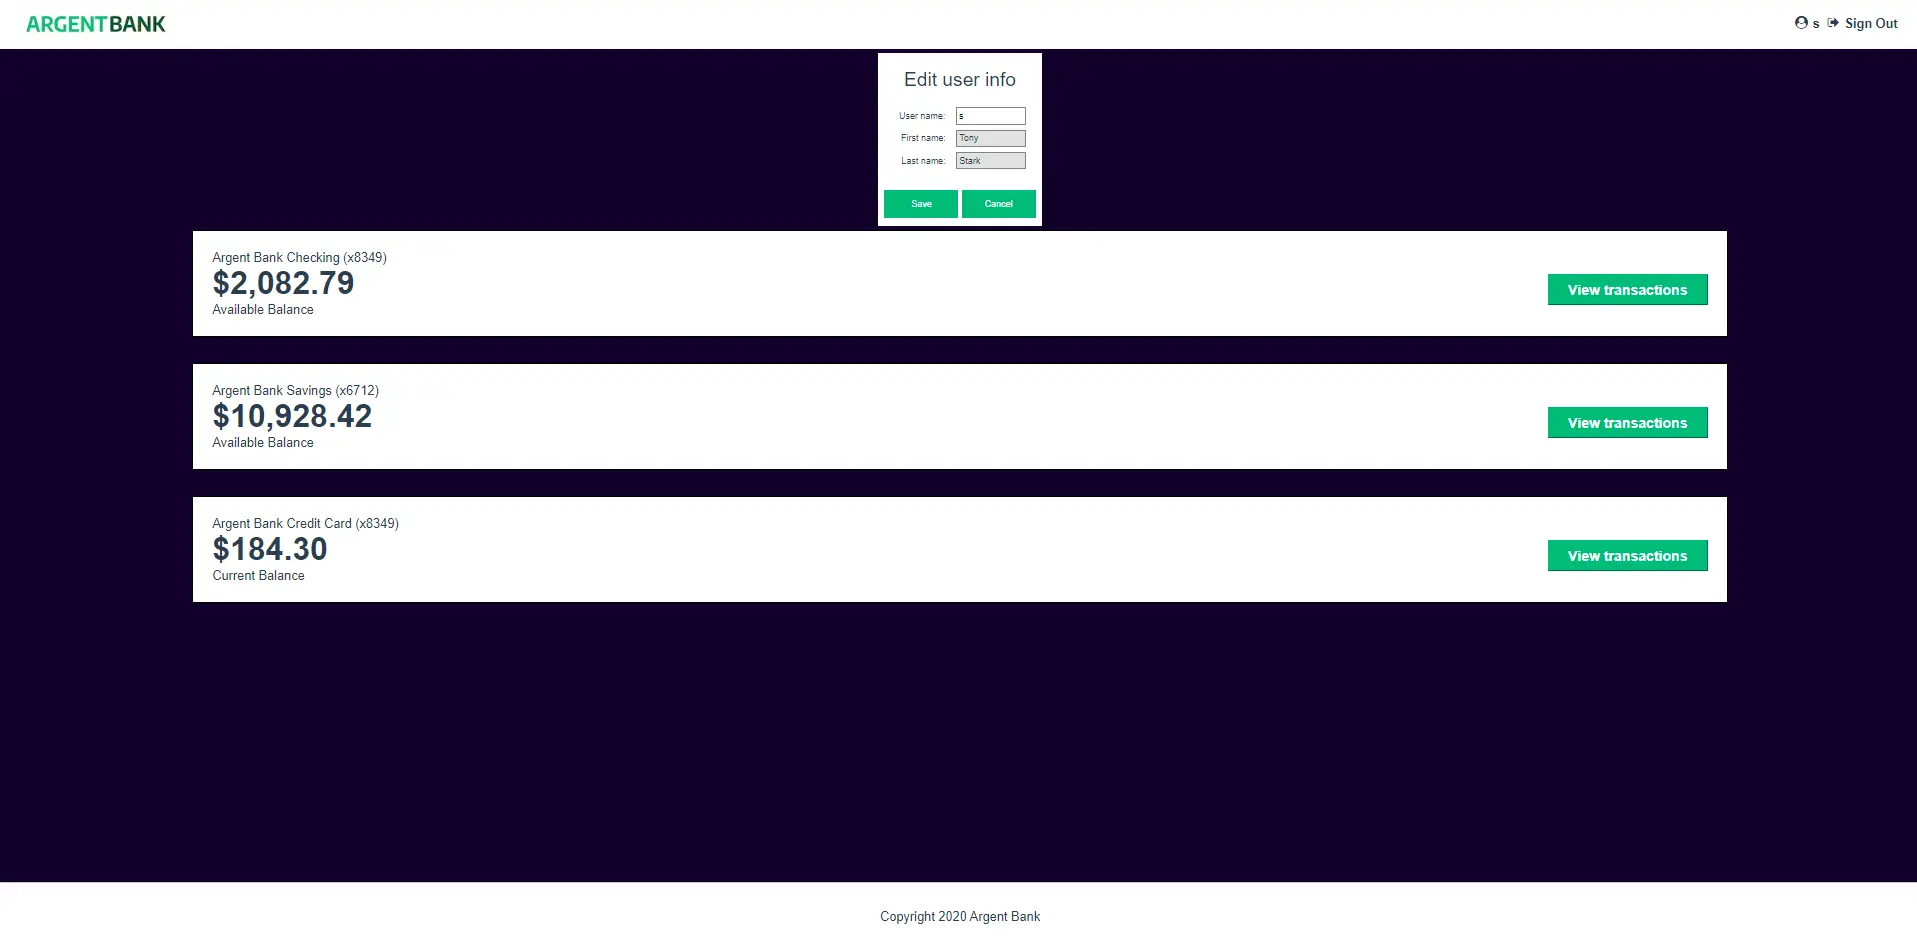 ARGENTBANK
s Sign Out
Edit user info
User name: s
First name: Tony
Last name: Stark
Save Cancel
Argent Bank Checking (x8349)
$2,082.79
Available Balance
View transactions
Argent Bank Savings (x6712)
$10,928.42
Available Balance
View transactions
Argent Bank Credit Card (x8349)
$184.30
Current Balance
View transactions
Copyright 2020 Argent Bank